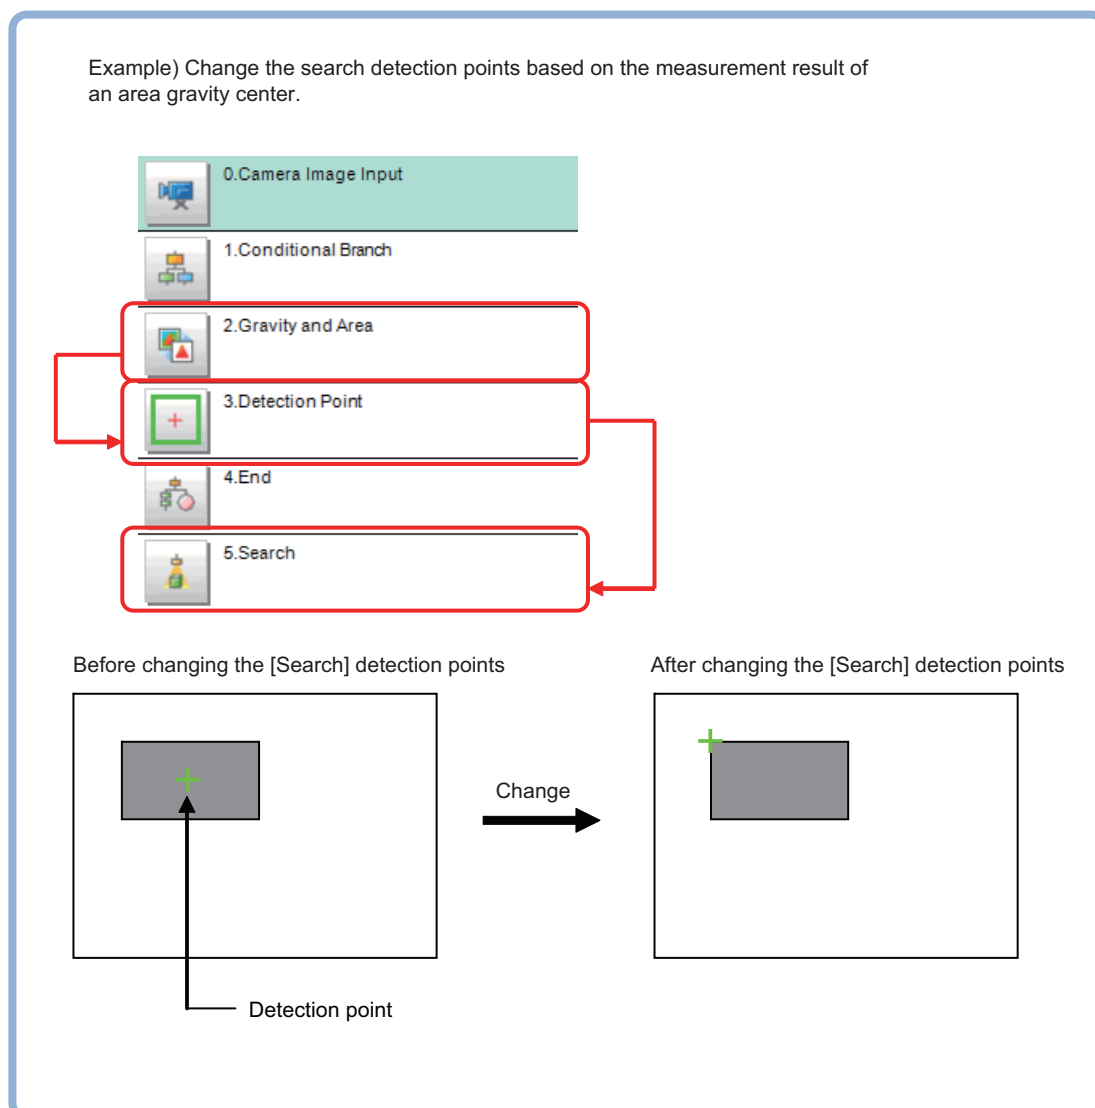 Example) Change the search detection points based on the measurement result of
an area gravity center.
0.Camera Image Input
1.Conditional Branch
2.Gravity and Area
3.Detection Point
4.End
5.Search
Before changing the [Search] detection points
After changing the [Search] detection points
Change
Detection point